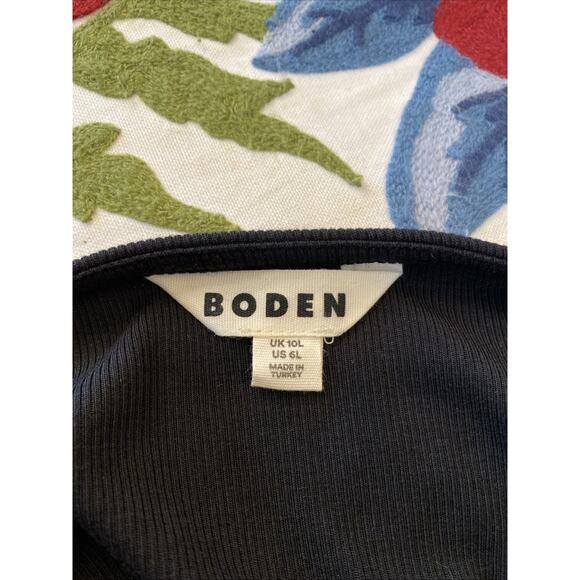 BODEN
UK 10L
US 6L
MADE IN
TURKEY